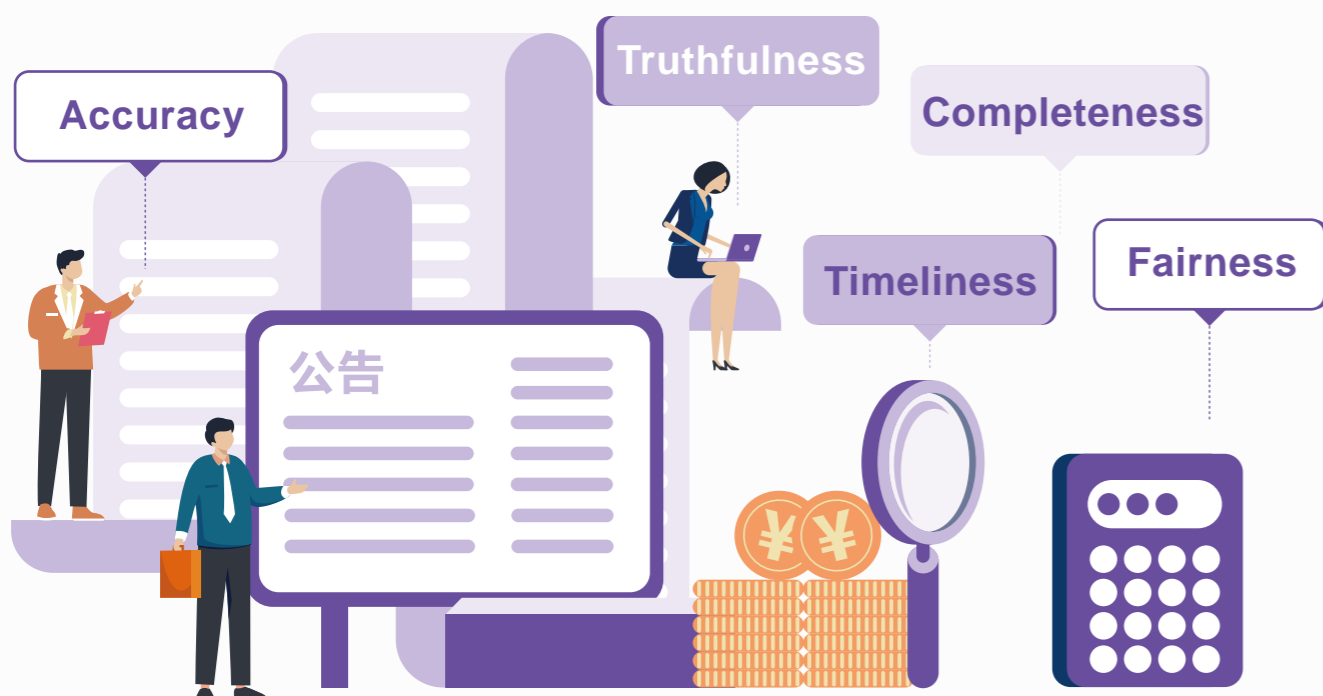 Truthfulness
Accuracy
Completeness
Timeliness
Fairness
公告
¥ ¥